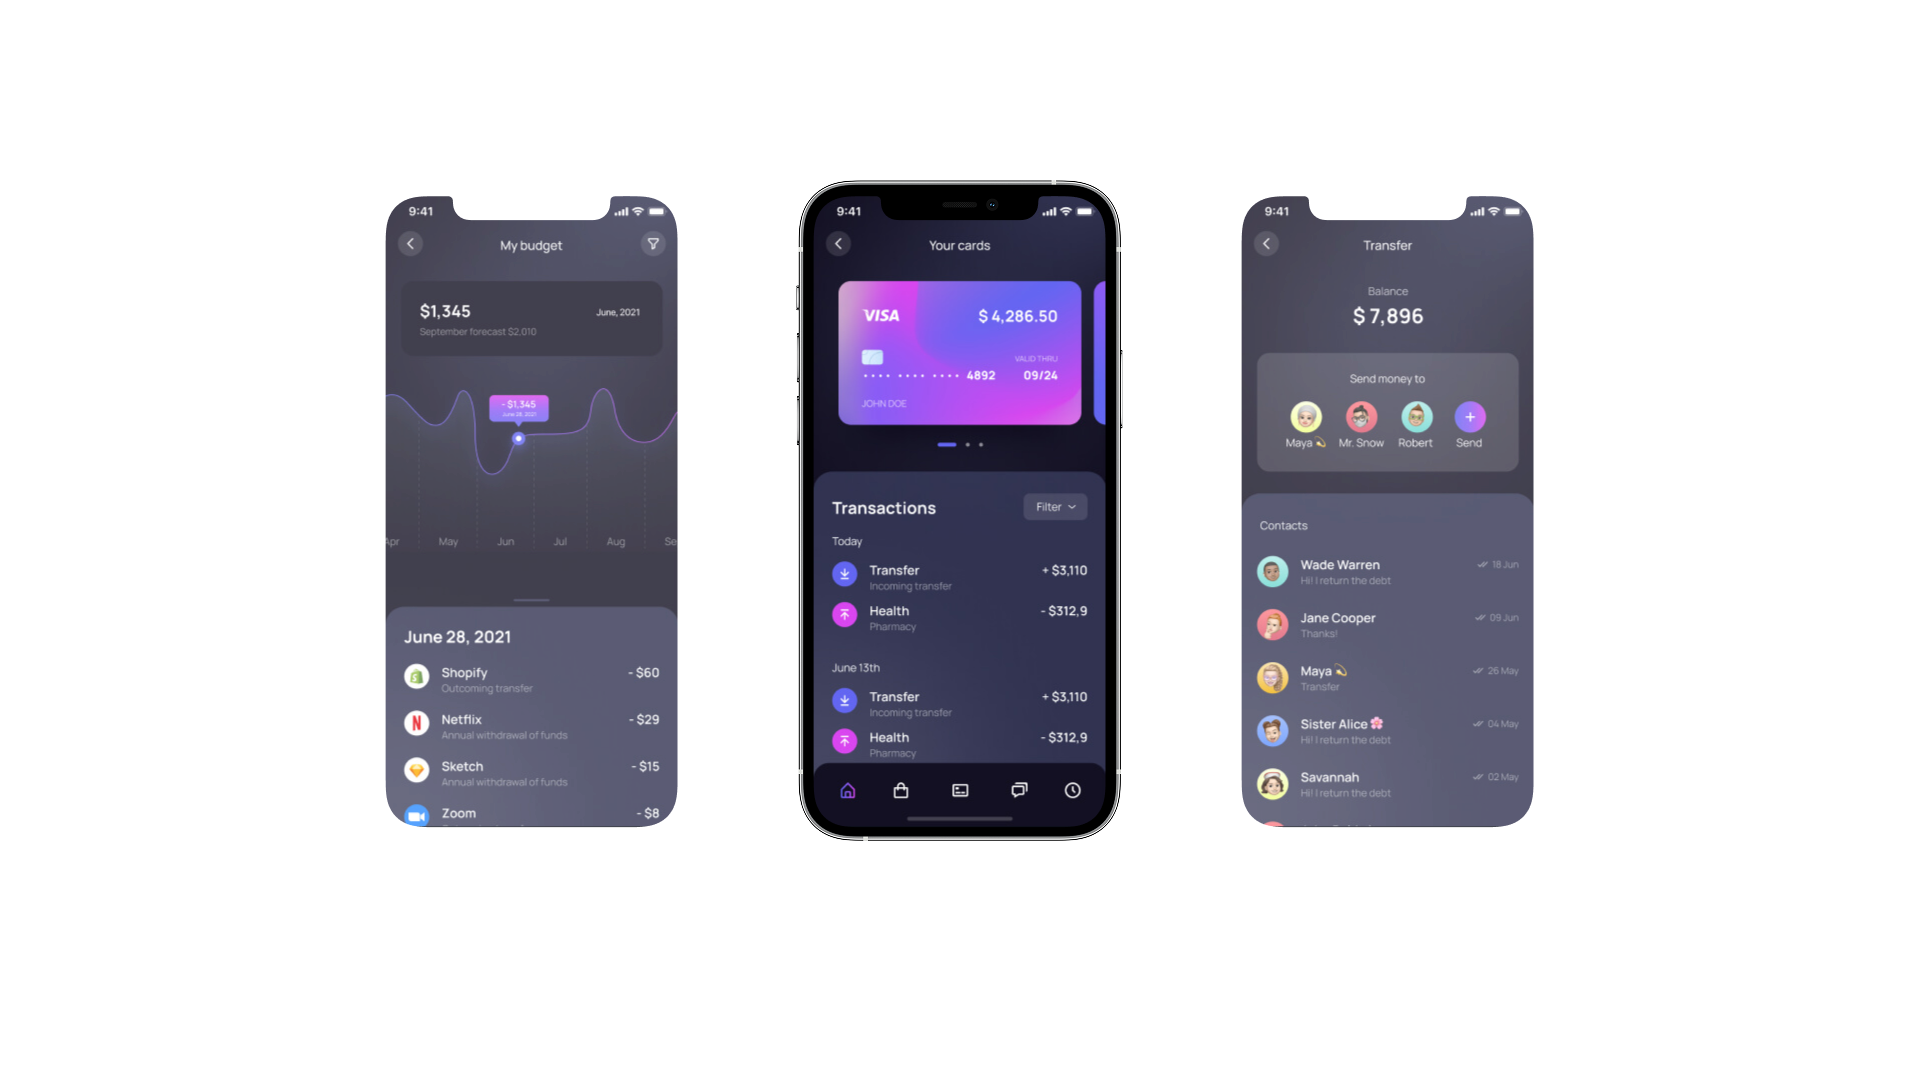 9:41
My budget
$1,345
June, 2021
September forecast $2,010
- $1,345
June 28, 2021
Apr May Jun Jul Aug Se
June 28, 2021
Shopify - $60
Outcoming transfer
Netflix - $29
Annual withdrawal of funds
Sketch - $15
Annual withdrawal of funds
Zoom - $8
9:41
Your cards
VISA $ 4,286.50
VALID THRU
•••• •••• •••• 4892 09/24
JOHN DOE
Transactions Filter
Today
Transfer + $3,110
Incoming transfer
Health - $312,9
Pharmacy
June 13th
Transfer + $3,110
Incoming transfer
Health - $312,9
Pharmacy
9:41
Transfer
Balance
$ 7,896
Send money to
Maya 💫 Mr. Snow Robert Send
Contacts
Wade Warren 18 Jun
Hi! I return the debt
Jane Cooper 09 Jun
Thanks!
Maya 💫 26 May
Transfer
Sister Alice 🌸 04 May
Hi! I return the debt
Savannah 02 May
Hi! I return the debt